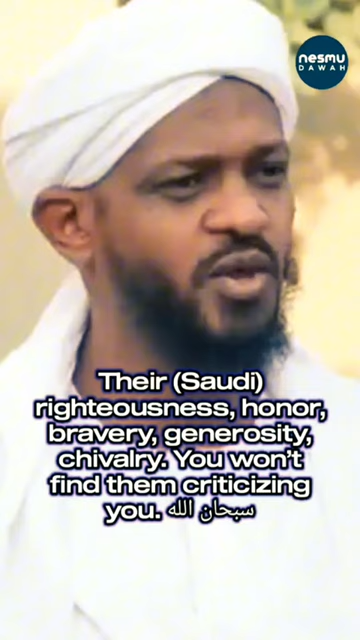 nesmu
DAWAH
Their (Saudi)
righteousness, honor,
bravery, generosity,
chivalry. You won't
find them criticizing
you. سبحان الله